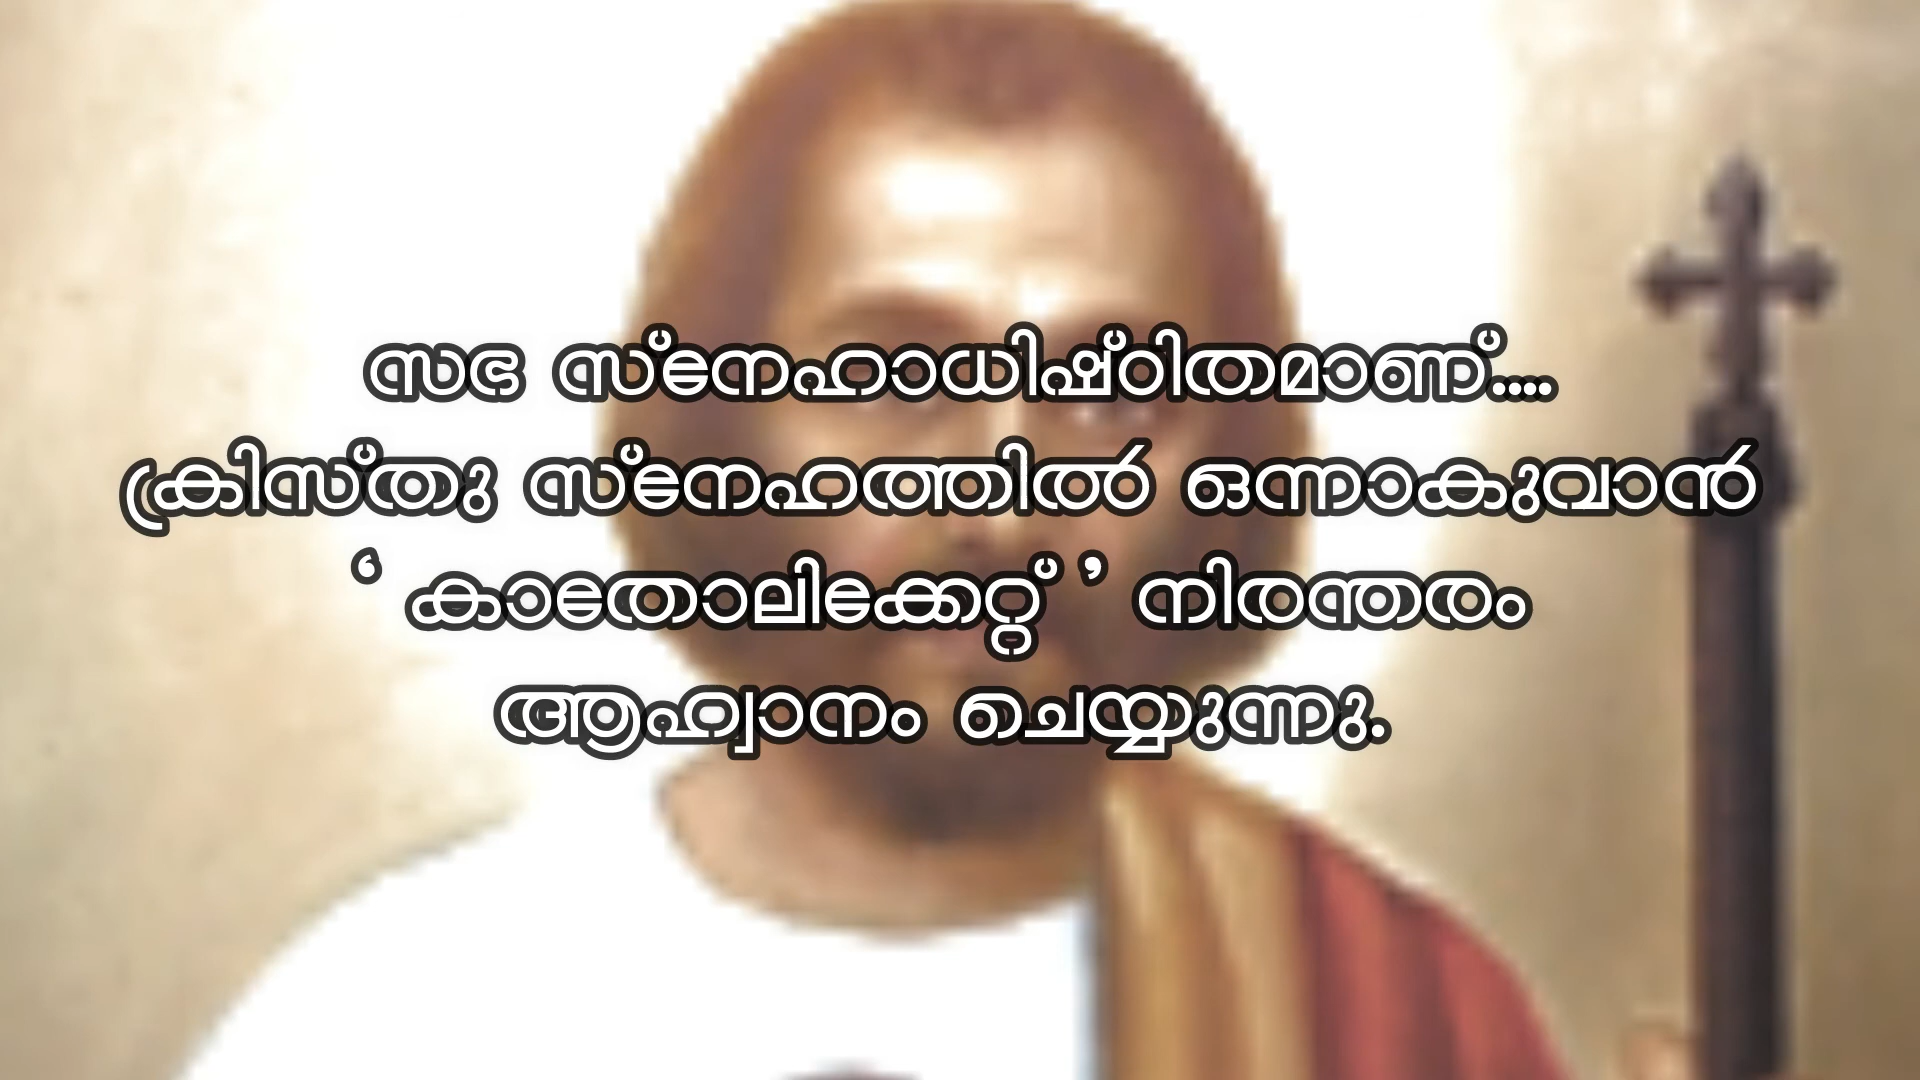 സഭ സ്നേഹാധിഷ്ഠിതമാണ്....
ക്രിസ്തു സ്നേഹത്തിൽ ഒന്നാകുവാൻ
‘ കാതോലിക്കേറ്റ് ’ നിരന്തരം
ആഹ്വാനം ചെയ്യുന്നു.